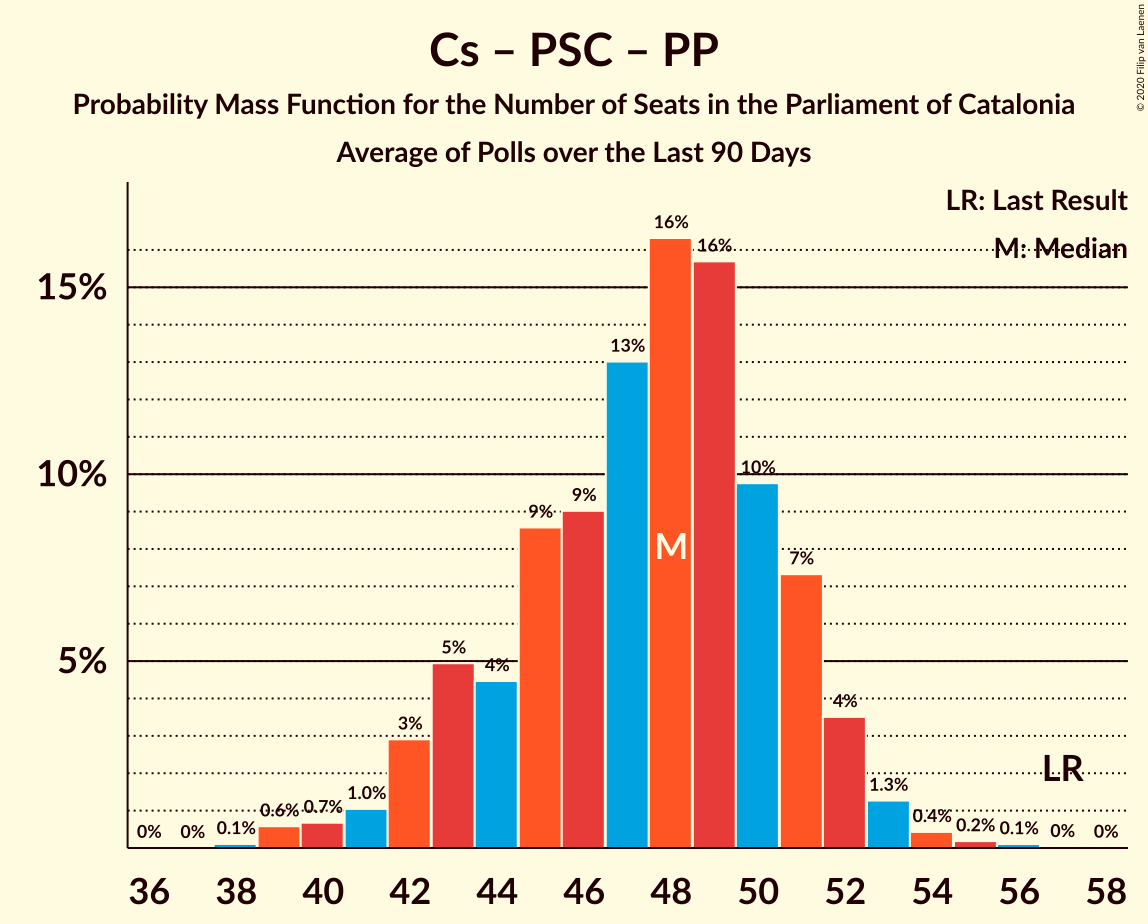 Cs – PSC – PP
Probability Mass Function for the Number of Seats in the Parliament of Catalonia
Average of Polls over the Last 90 Days
© 2020 Filip van Laenen
LR: Last Result
M: Median
15%
10%
5%
0%
0%
0.1%
0.6%
0.7%
1.0%
3%
5%
4%
9%
9%
13%
16%
16%
10%
7%
4%
1.3%
0.4%
0.2%
0.1%
0%
0%
M
LR
36 38 40 42 44 46 48 50 52 54 56 58